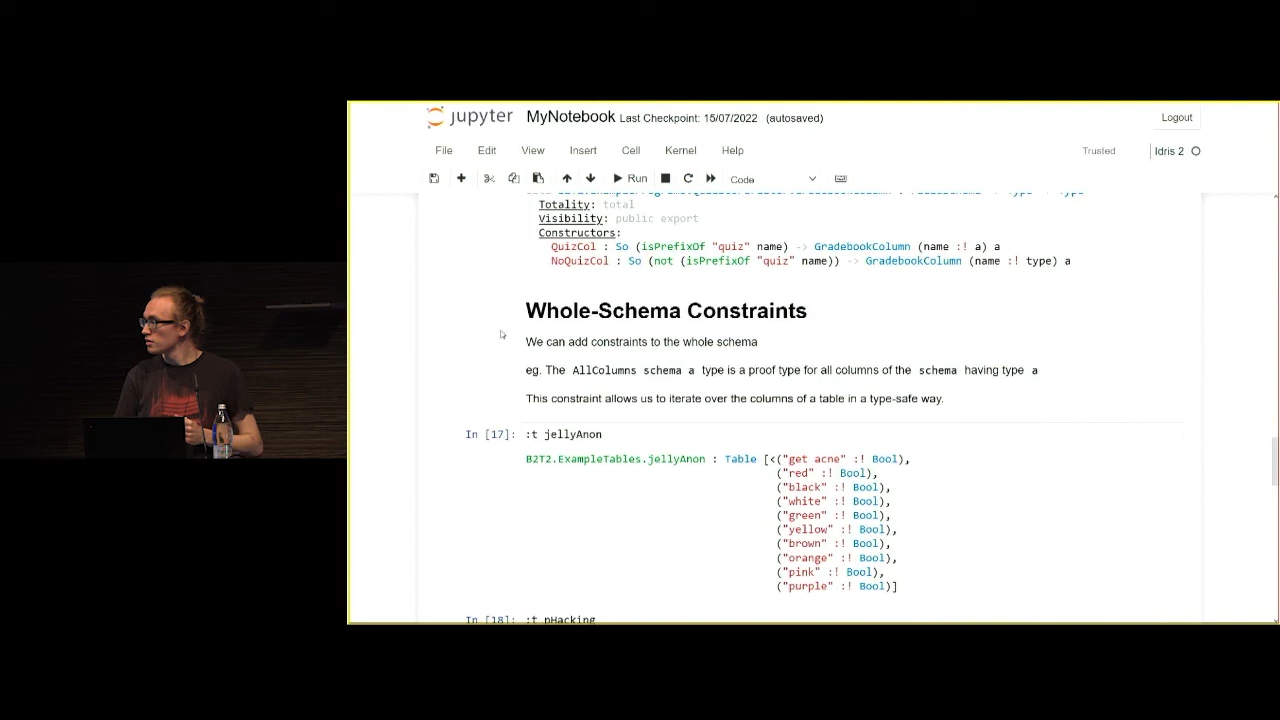 jupyter MyNotebook Last Checkpoint: 15/07/2022 (autosaved) Logout
File Edit View Insert Cell Kernel Help Trusted Idris 2
Run Code
Totality: total
Visibility: public export
Constructors:
QuizCol : So (isPrefixOf "quiz" name) -> GradebookColumn (name :! a) a
NoQuizCol : So (not (isPrefixOf "quiz" name)) -> GradebookColumn (name :! type) a
Whole-Schema Constraints
We can add constraints to the whole schema
eg. The AllColumns schema a type is a proof type for all columns of the schema having type a
This constraint allows us to iterate over the columns of a table in a type-safe way.
In [17]: :t jellyAnon
B2T2.ExampleTables.jellyAnon : Table [<("get acne" :! Bool),
("red" :! Bool),
("black" :! Bool),
("white" :! Bool),
("green" :! Bool),
("yellow" :! Bool),
("brown" :! Bool),
("orange" :! Bool),
("pink" :! Bool),
("purple" :! Bool)]
In [18]: :t pHacking